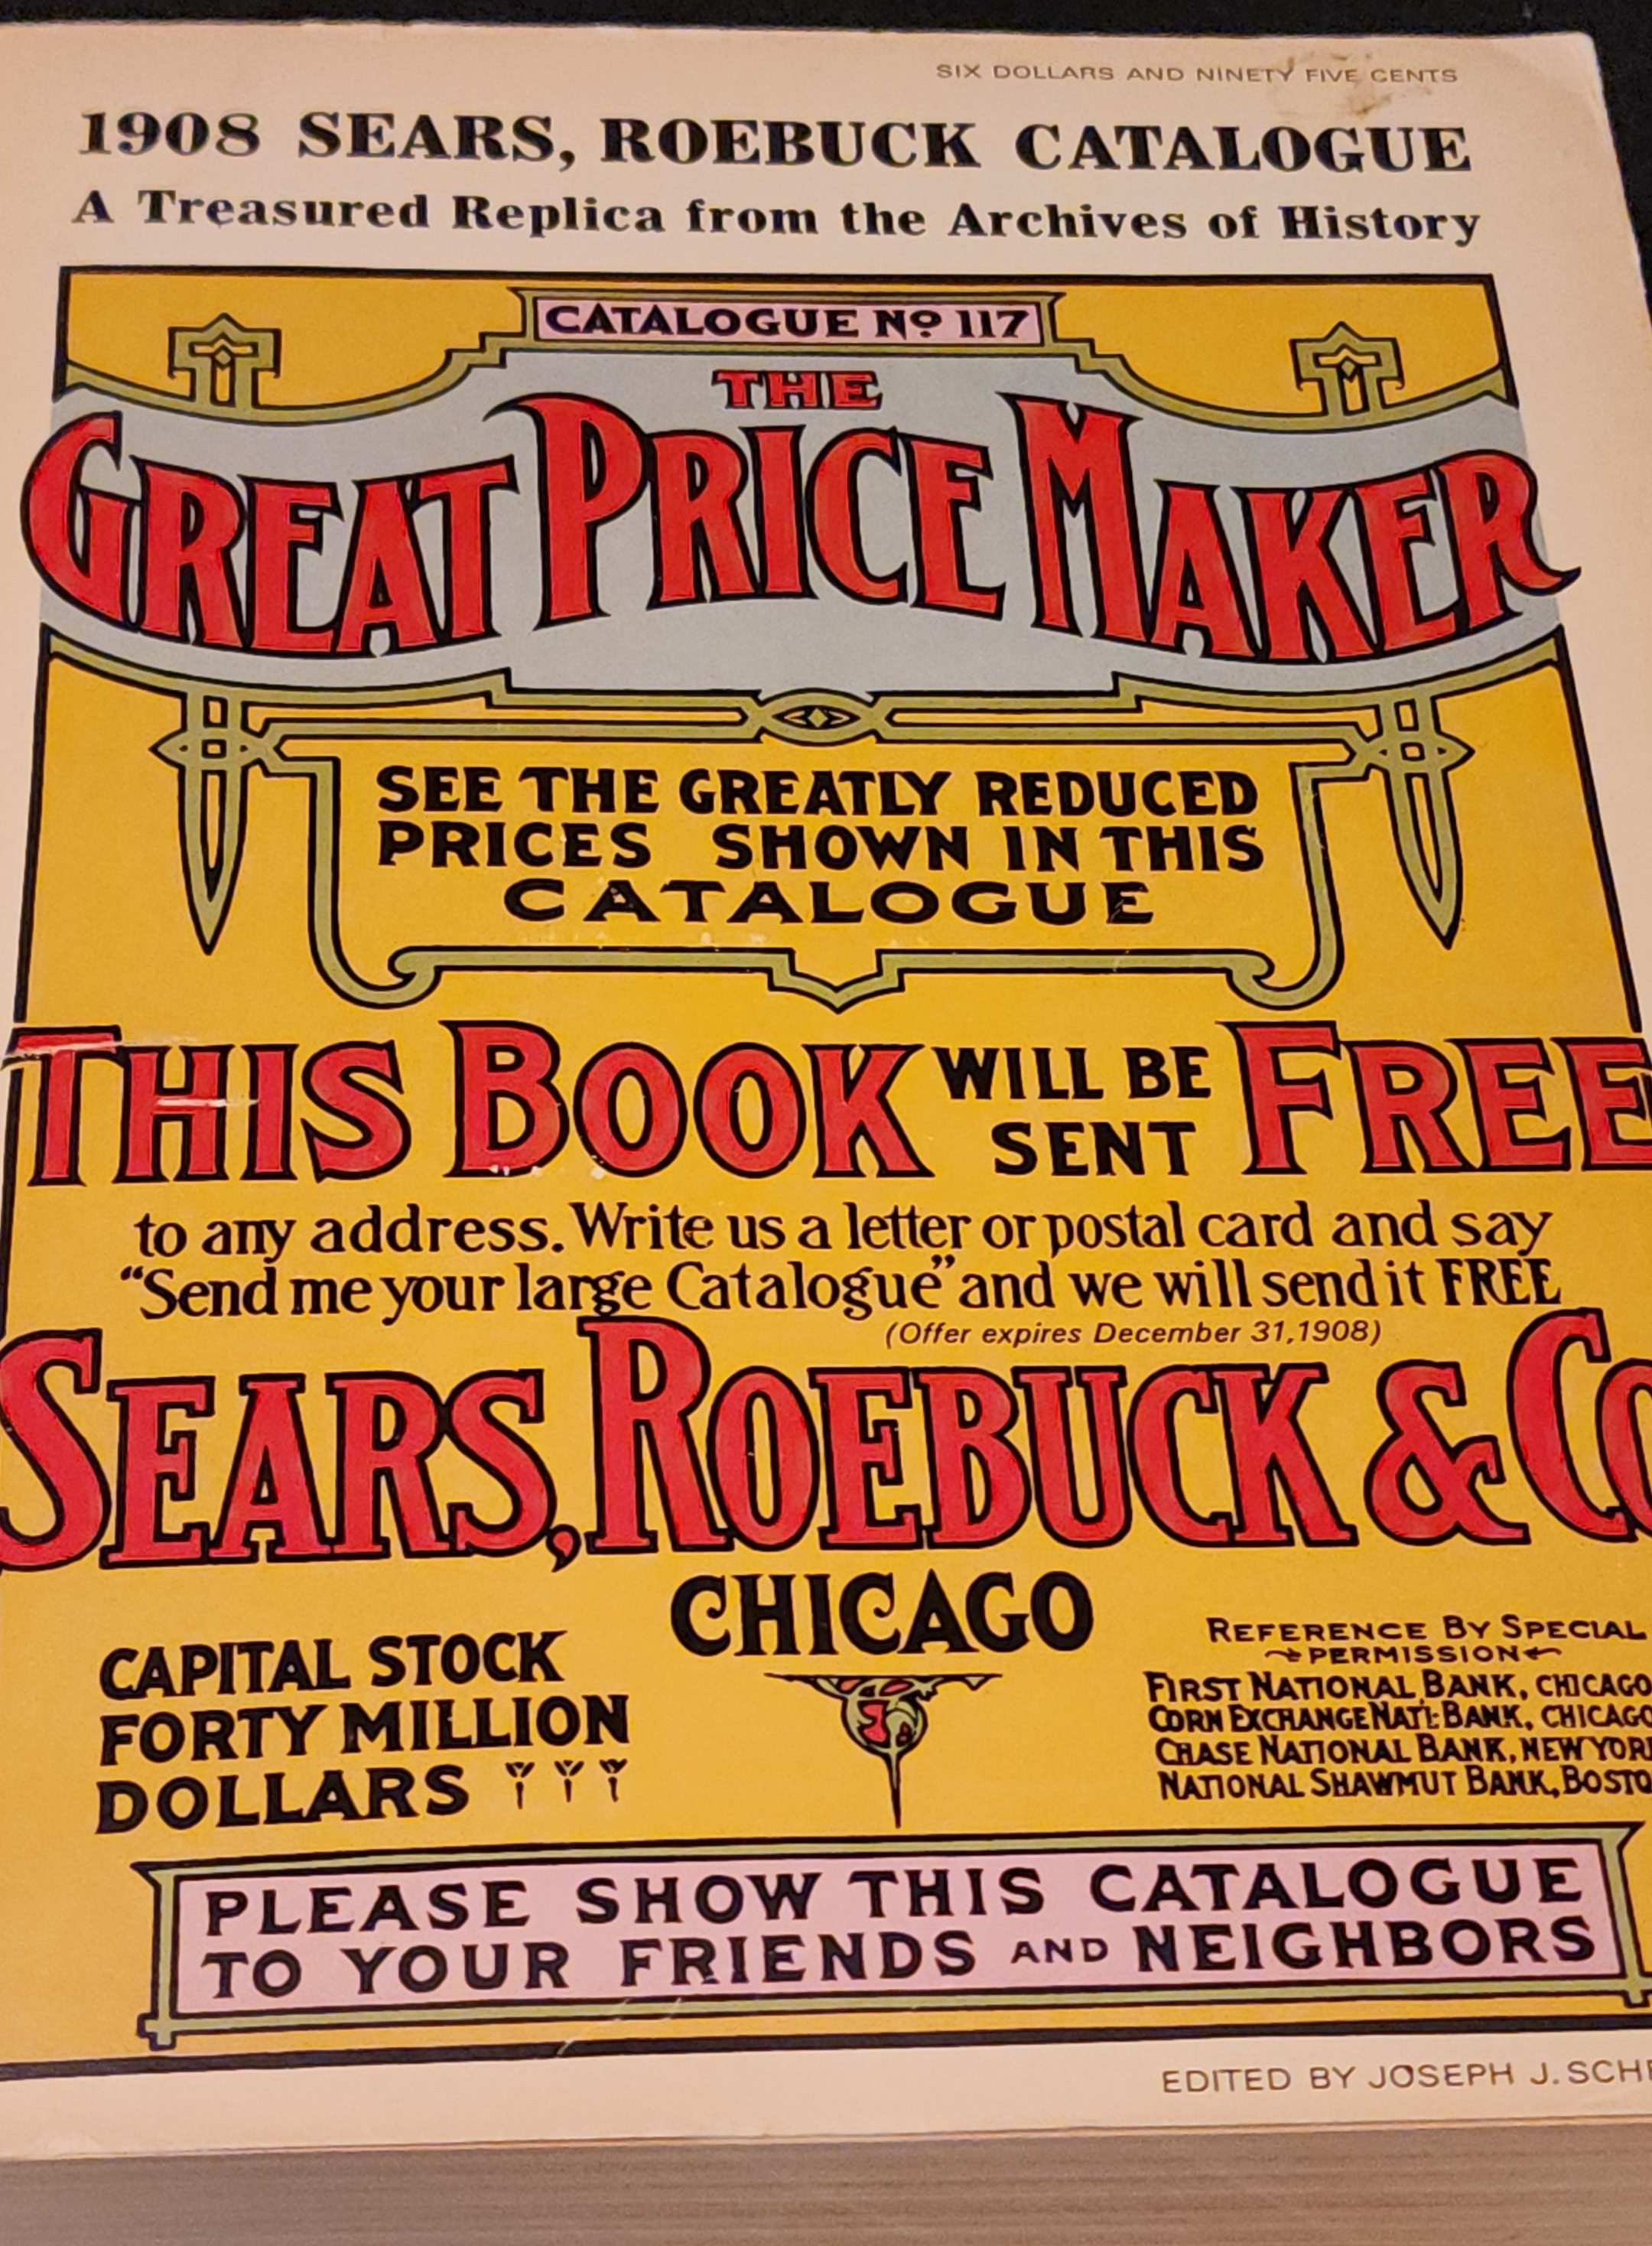 SIX DOLLARS AND NINETY FIVE CENTS
1908 SEARS, ROEBUCK CATALOGUE
A Treasured Replica from the Archives of History
CATALOGUE No. 117
THE
GREAT PRICE MAKER
SEE THE GREATLY REDUCED
PRICES SHOWN IN THIS
CATALOGUE
THIS BOOK WILL BE SENT FREE
to any address. Write us a letter or postal card and say
“Send me your large Catalogue” and we will send it FREE
(Offer expires December 31, 1908)
SEARS, ROEBUCK & Co
CHICAGO
CAPITAL STOCK
FORTY MILLION
DOLLARS
REFERENCE BY SPECIAL
PERMISSION
FIRST NATIONAL BANK, CHICAGO
CORN EXCHANGE NAT'L BANK, CHICAGO
CHASE NATIONAL BANK, NEW YORK
NATIONAL SHAWMUT BANK, BOSTO
PLEASE SHOW THIS CATALOGUE
TO YOUR FRIENDS AND NEIGHBORS
EDITED BY JOSEPH J.